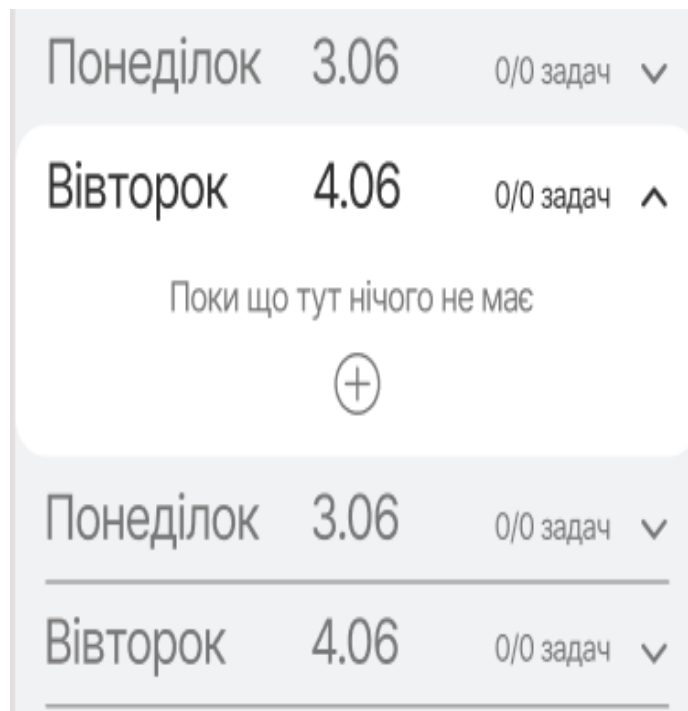 Понеділок 3.06 0/0 задач
Вівторок 4.06 0/0 задач
Поки що тут нічого не має
Понеділок 3.06 0/0 задач
Вівторок 4.06 0/0 задач